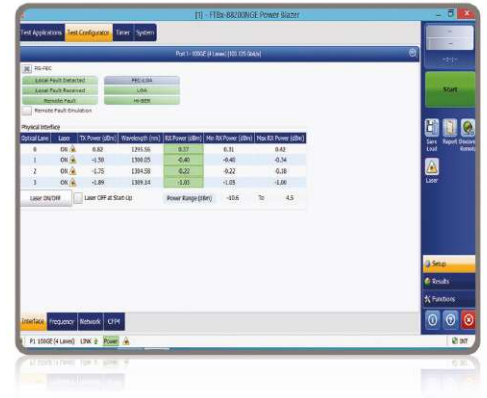 [1] - FTBx-88200NGE Power Blazer
Test Applications Test Configurator Timer System
Port 1 - 100GE (4 Lanes) [103.125 Gbit/s]
RS-FEC
Local Fault Detected
Local Fault Received LOA
Remote Fault HI-BER
Remote Fault Emulation
Physical Interface
Optical Lane Laser TX Power (dBm) Wavelength (nm) RX Power (dBm) Min RX Power (dBm) Max RX Power (dBm)
0 ON 0.82 1295.56 0.37 0.31 0.42
1 ON -1.50 1300.05 -0.40 -0.40 -0.34
2 ON -1.75 1304.58 -0.22 -0.22 -0.18
3 ON -1.89 1309.14 -1.03 -1.05 -1.00
Laser ON/OFF Laser OFF at Start-Up Power Range (dBm) -10.6 To 4.5
Start
Save Load Report Discover Remote
Laser
Setup
Results
Functions
Interface Frequency Network CFM
P1 100GE (4 Lanes) LINK Power INT